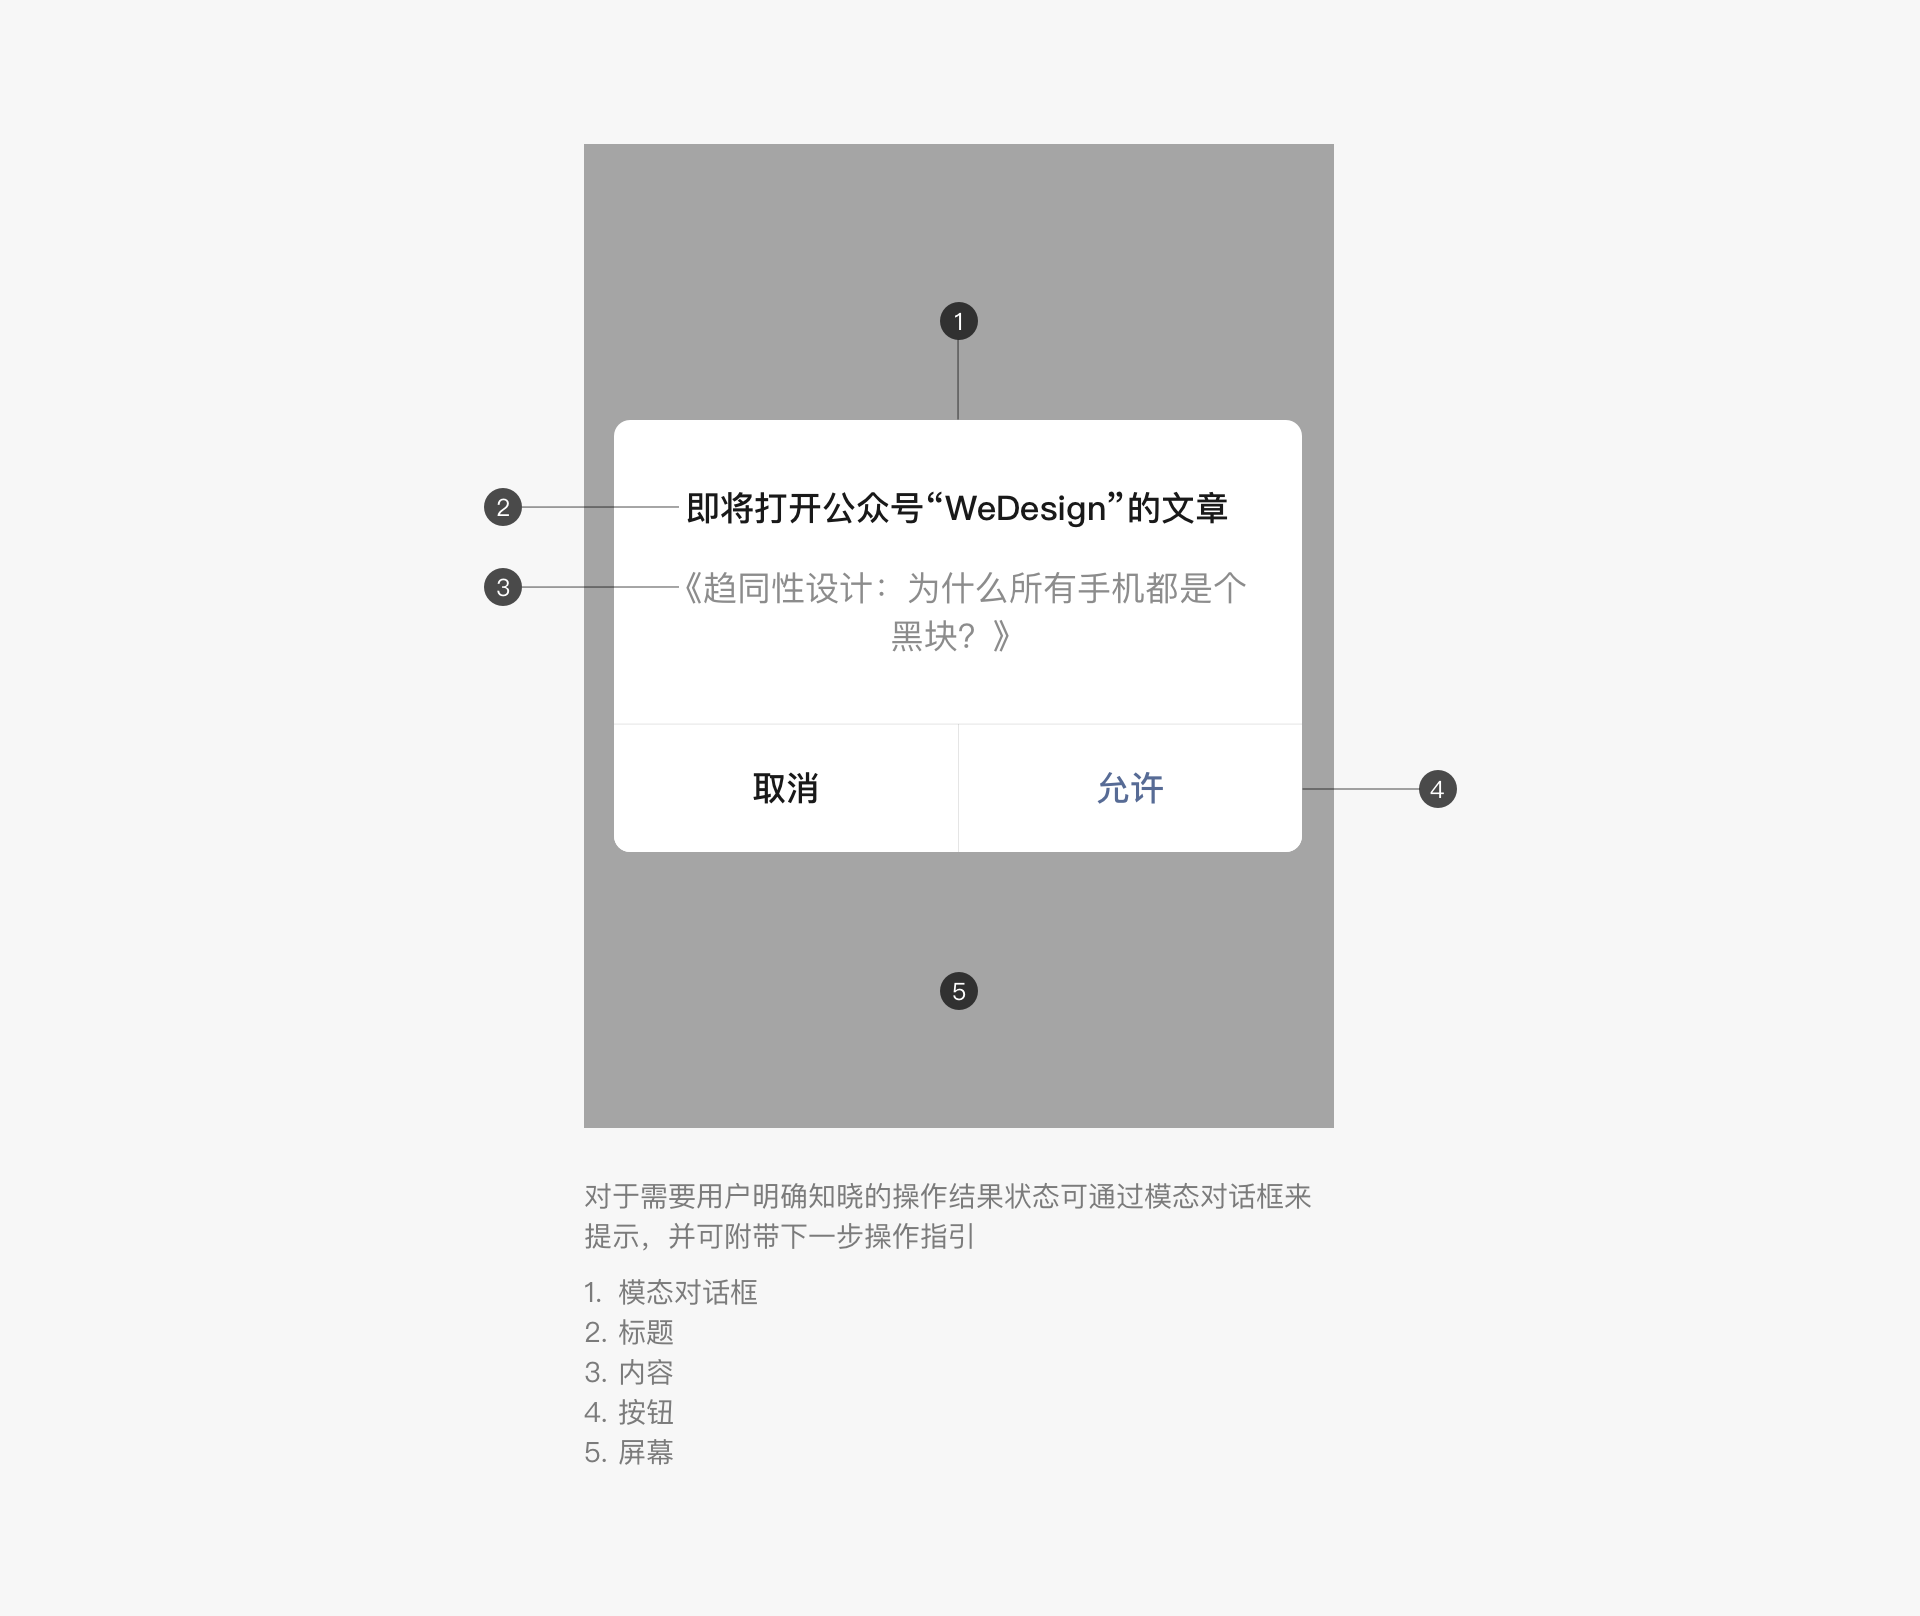 1
2
即将打开公众号“WeDesign”的文章
3
《趋同性设计：为什么所有手机都是个
黑块？》
取消
允许
4
5
对于需要用户明确知晓的操作结果状态可通过模态对话框来
提示，并可附带下一步操作指引
1. 模态对话框
2. 标题
3. 内容
4. 按钮
5. 屏幕